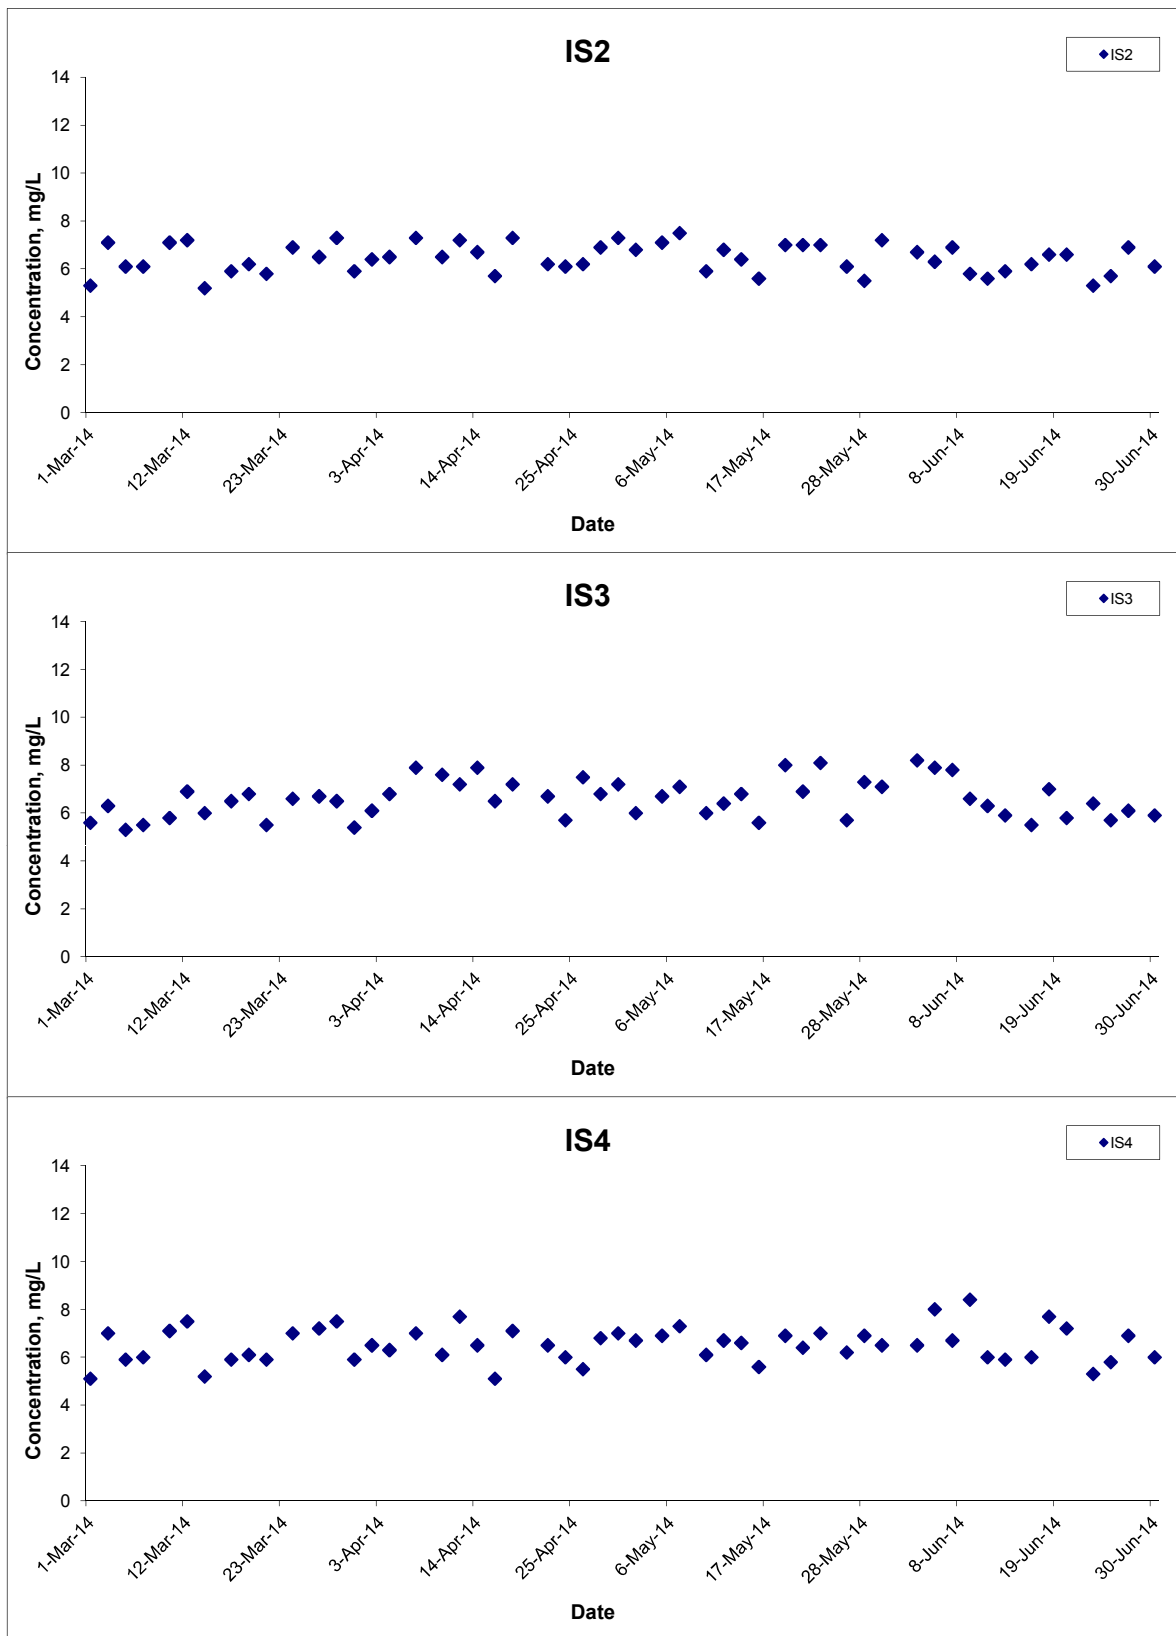 IS2
IS2
Concentration, mg/L
14
12
10
8
6
4
2
0
1-Mar-14
12-Mar-14
23-Mar-14
3-Apr-14
14-Apr-14
25-Apr-14
6-May-14
17-May-14
28-May-14
8-Jun-14
19-Jun-14
30-Jun-14
Date
IS3
IS3
Concentration, mg/L
14
12
10
8
6
4
2
0
1-Mar-14
12-Mar-14
23-Mar-14
3-Apr-14
14-Apr-14
25-Apr-14
6-May-14
17-May-14
28-May-14
8-Jun-14
19-Jun-14
30-Jun-14
Date
IS4
IS4
Concentration, mg/L
14
12
10
8
6
4
2
0
1-Mar-14
12-Mar-14
23-Mar-14
3-Apr-14
14-Apr-14
25-Apr-14
6-May-14
17-May-14
28-May-14
8-Jun-14
19-Jun-14
30-Jun-14
Date